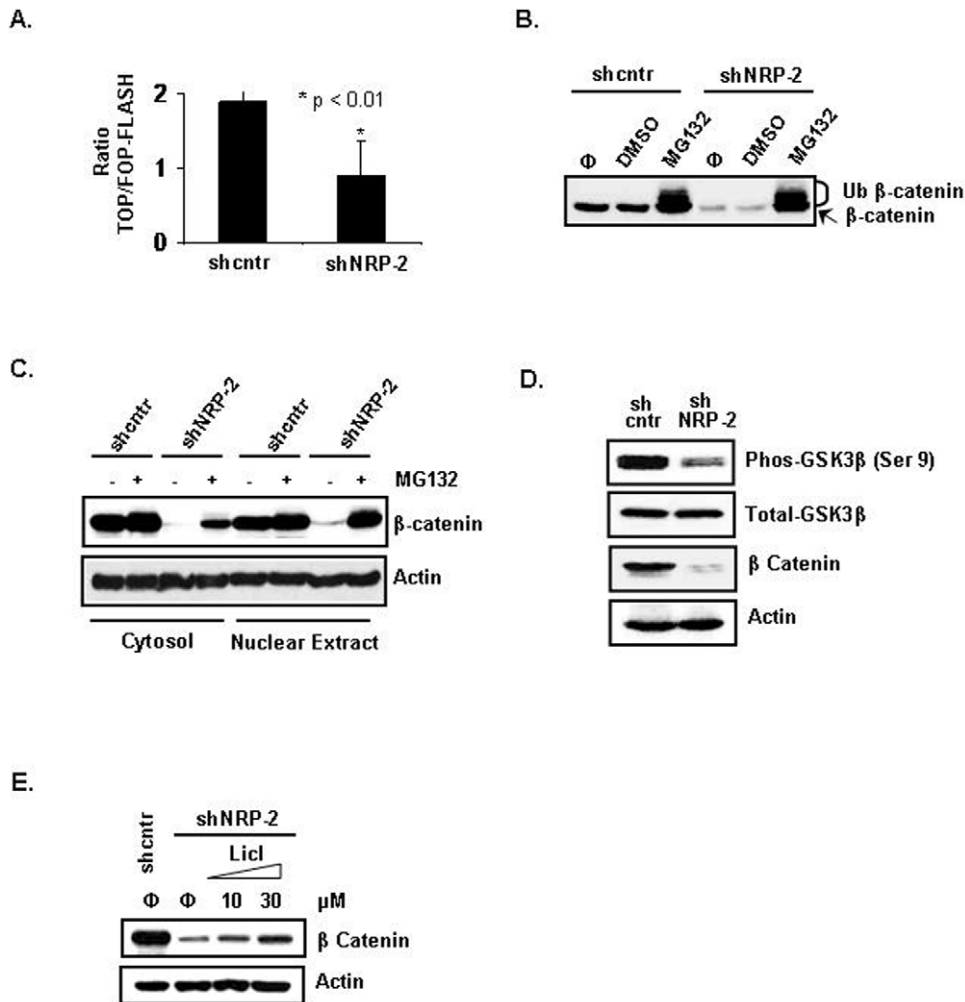 A.
2
1
0
Ratio
TOP/FOP-FLASH
* p < 0.01
*
shcntr shNRP-2
B.
shcntr shNRP-2
Φ DMSO MG132 Φ DMSO MG132
Ub β-catenin
β-catenin
C.
shcntr shNRP-2 shcntr shNRP-2
- + - + - + - + MG132
β-catenin
Actin
Cytosol Nuclear Extract
D.
sh sh
cntr NRP-2
Phos-GSK3β (Ser 9)
Total-GSK3β
β Catenin
Actin
E.
shcntr
shNRP-2
Licl
Φ Φ 10 30 μM
β Catenin
Actin